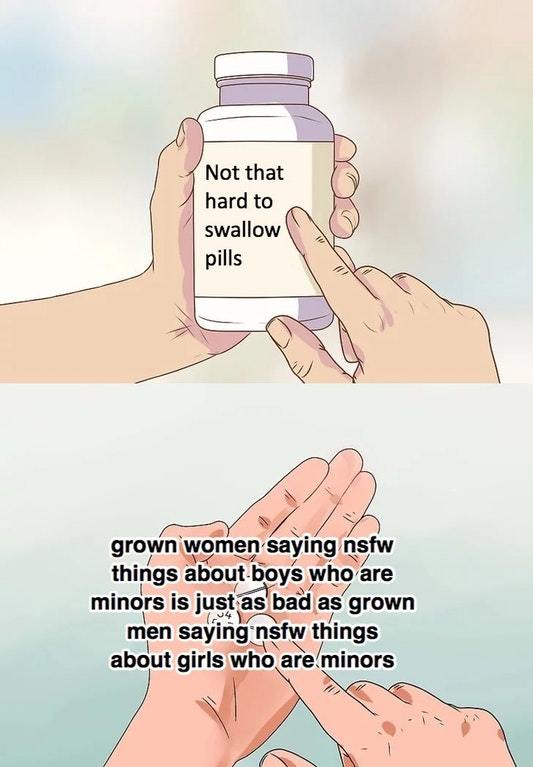 Not that
hard to
swallow
pills
grown women saying nsfw
things about boys who are
minors is just as bad as grown
men saying nsfw things
about girls who are minors